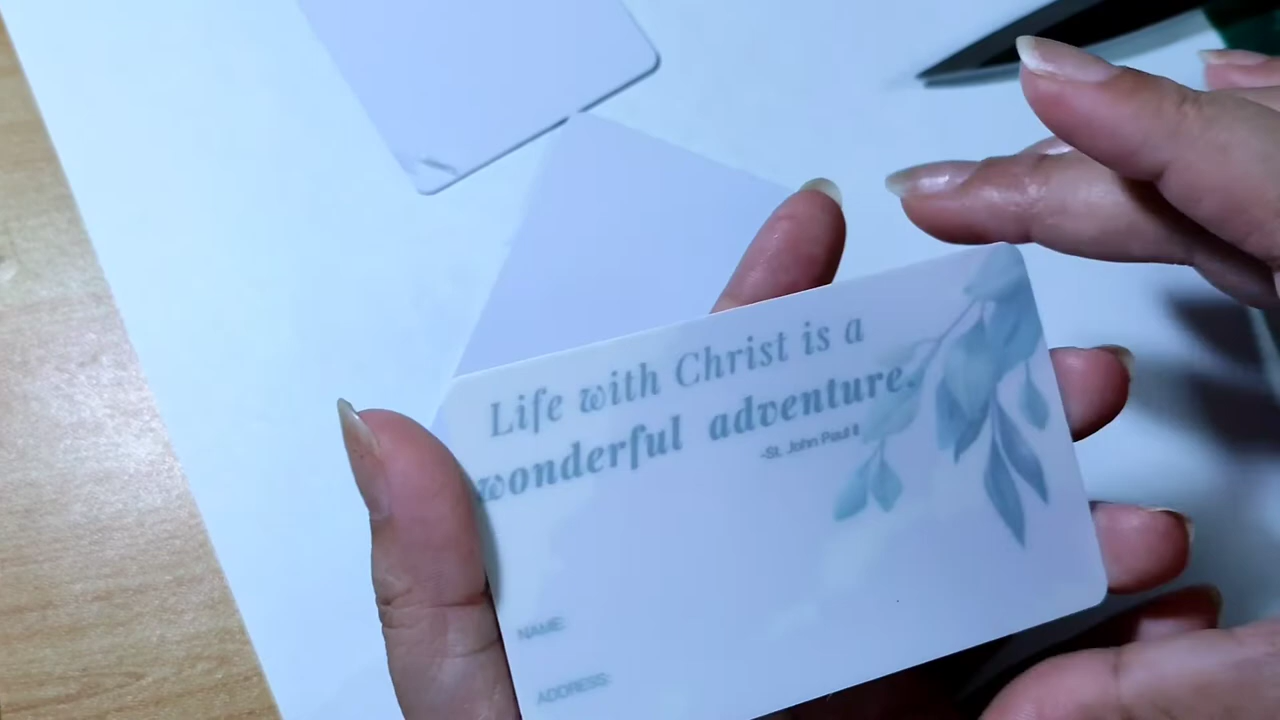 Life with Christ is a
wonderful adventure.
-St. John Paul II
NAME:
ADDRESS: